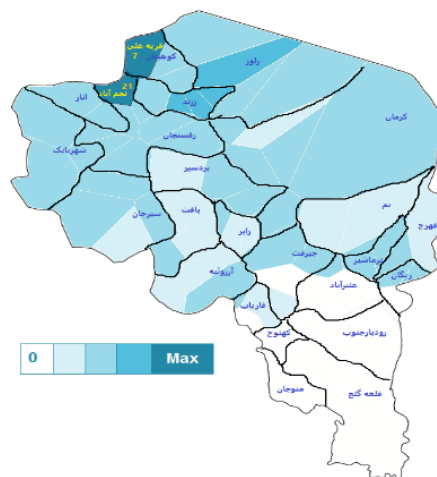 قریه علی
7
کوهبنان
راور
21
نجم آباد
زرند
انار
کرمان
رفسنجان
شهربابک
بردسیر
بم
سیرجان
بافت
رابر
فهرج
جیرفت
نرماشیر
ریگان
ارزوئیه
عنبرآباد
فاریاب
کهنوج
رودبارجنوب
0
Max
منوجان
قلعه گنج